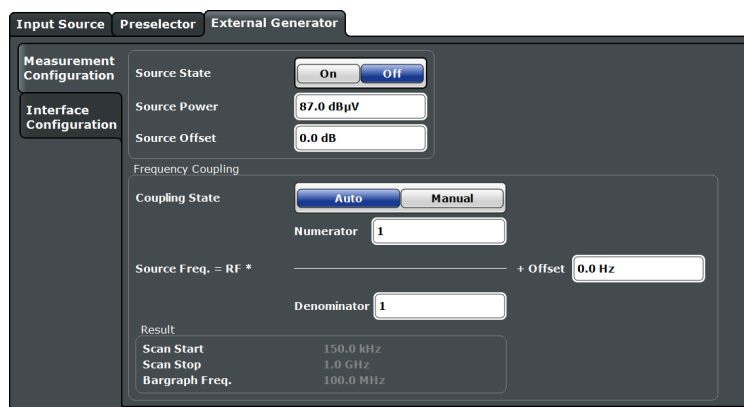 Input Source Preselector External Generator
Measurement
Configuration
Interface
Configuration
Source State On Off
Source Power 87.0 dBµV
Source Offset 0.0 dB
Frequency Coupling
Coupling State Auto Manual
Numerator 1
Source Freq. = RF * + Offset 0.0 Hz
Denominator 1
Result
Scan Start 150.0 kHz
Scan Stop 1.0 GHz
Bargraph Freq. 100.0 MHz